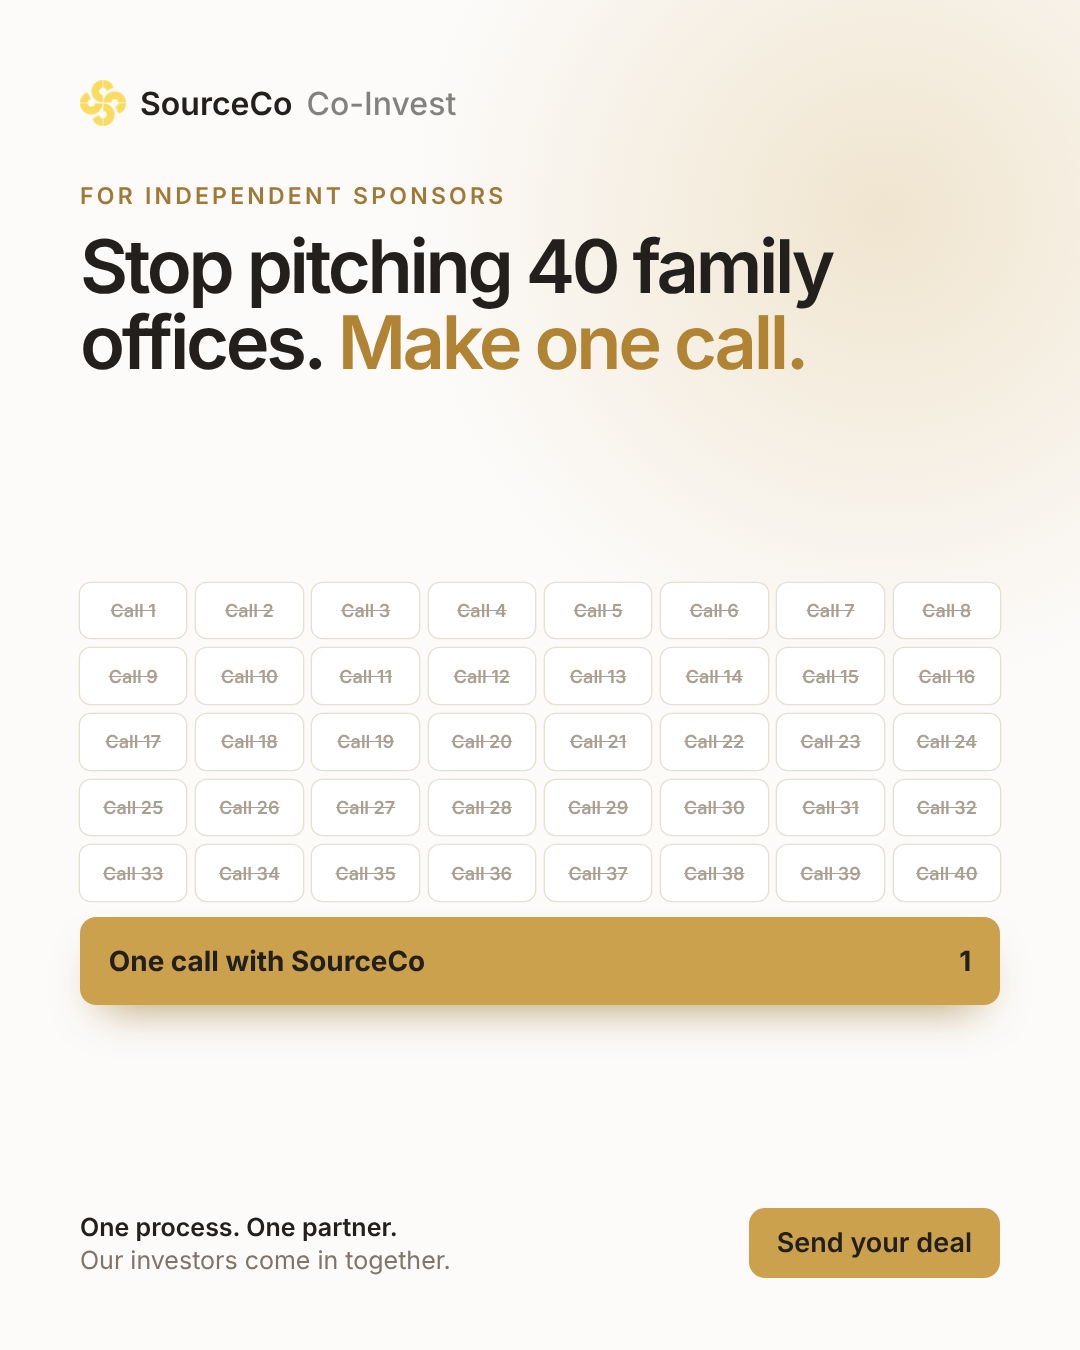 SourceCo Co-Invest
FOR INDEPENDENT SPONSORS
Stop pitching 40 family
offices. Make one call.
Call 1 Call 2 Call 3 Call 4 Call 5 Call 6 Call 7 Call 8
Call 9 Call 10 Call 11 Call 12 Call 13 Call 14 Call 15 Call 16
Call 17 Call 18 Call 19 Call 20 Call 21 Call 22 Call 23 Call 24
Call 25 Call 26 Call 27 Call 28 Call 29 Call 30 Call 31 Call 32
Call 33 Call 34 Call 35 Call 36 Call 37 Call 38 Call 39 Call 40
One call with SourceCo 1
One process. One partner.
Our investors come in together.
Send your deal